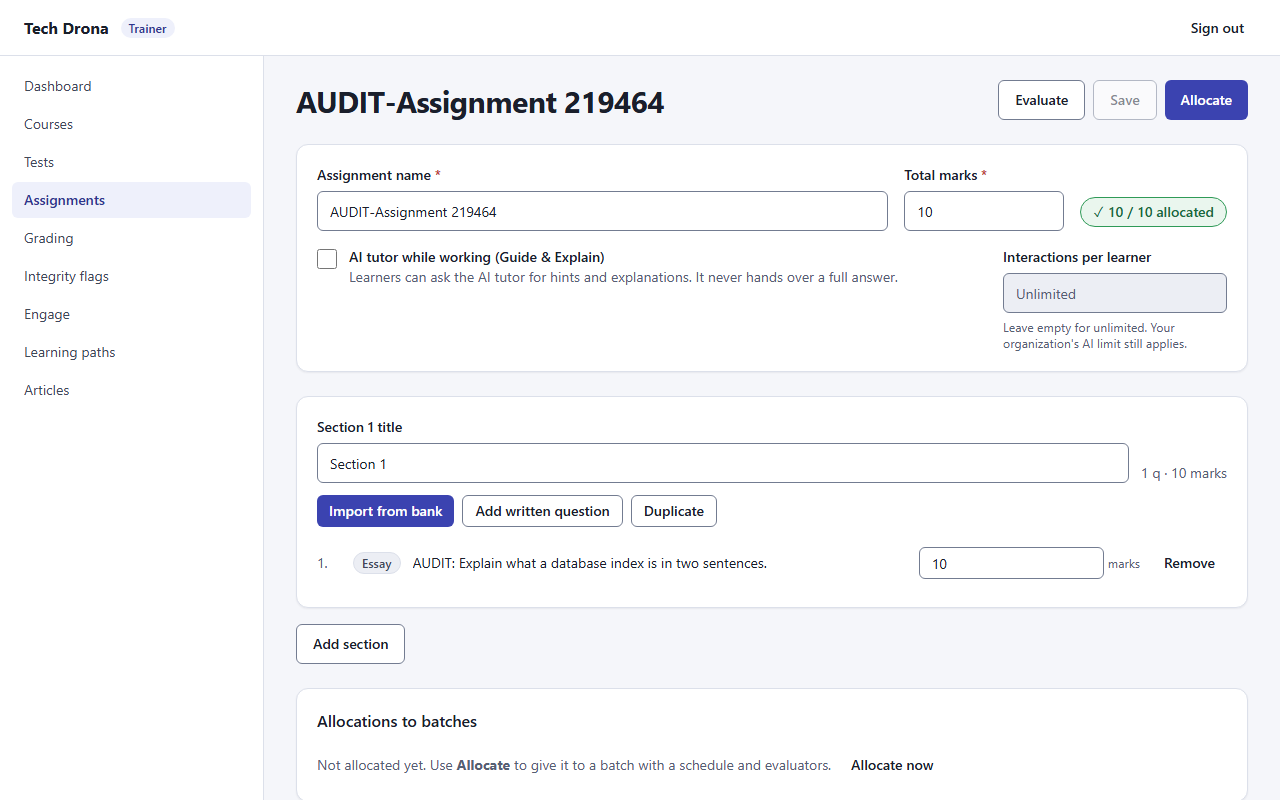 Tech Drona
Trainer
Sign out
Dashboard
Courses
Tests
Assignments
Grading
Integrity flags
Engage
Learning paths
Articles
AUDIT-Assignment 219464
Evaluate
Save
Allocate
Assignment name *
Total marks *
AUDIT-Assignment 219464
10
✓ 10 / 10 allocated
AI tutor while working (Guide & Explain)
Learners can ask the AI tutor for hints and explanations. It never hands over a full answer.
Interactions per learner
Unlimited
Leave empty for unlimited. Your
organization's AI limit still applies.
Section 1 title
Section 1
1 q · 10 marks
Import from bank
Add written question
Duplicate
1. Essay AUDIT: Explain what a database index is in two sentences. 10 marks Remove
Add section
Allocations to batches
Not allocated yet. Use Allocate to give it to a batch with a schedule and evaluators. Allocate now